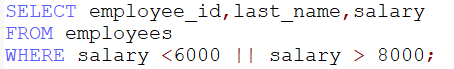 SELECT employee_id,last_name,salary
FROM employees
WHERE salary <6000 || salary > 8000;